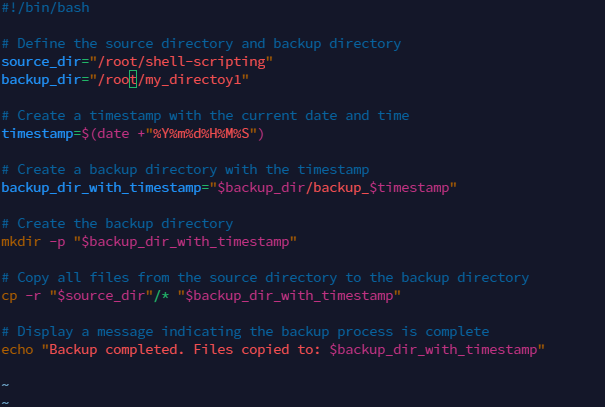 #!/bin/bash
# Define the source directory and backup directory
source_dir="/root/shell-scripting"
backup_dir="/root/my_directoy1"
# Create a timestamp with the current date and time
timestamp=$(date +"%Y%m%d%H%M%S")
# Create a backup directory with the timestamp
backup_dir_with_timestamp="$backup_dir/backup_$timestamp"
# Create the backup directory
mkdir -p "$backup_dir_with_timestamp"
# Copy all files from the source directory to the backup directory
cp -r "$source_dir"/* "$backup_dir_with_timestamp"
# Display a message indicating the backup process is complete
echo "Backup completed. Files copied to: $backup_dir_with_timestamp"
~
~